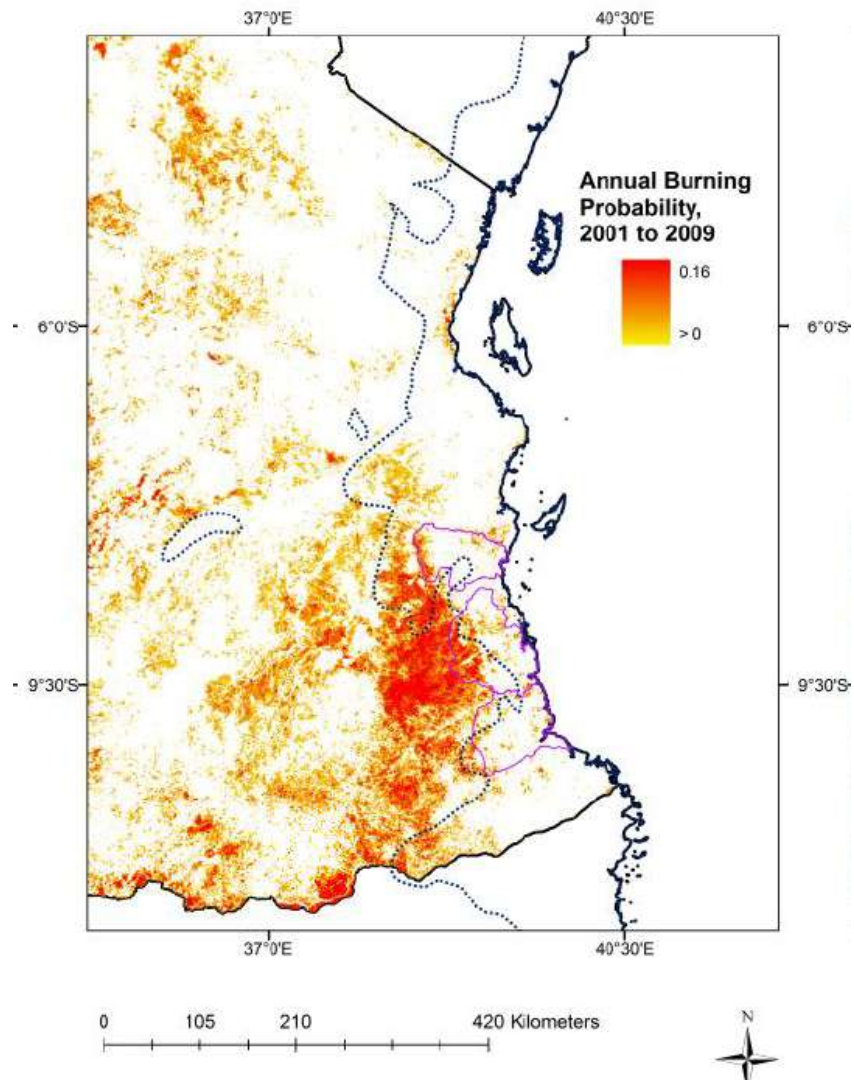 37°0'E 40°30'E
Annual Burning
Probability,
2001 to 2009
0.16
>0
6°0'S 6°0'S
9°30'S 9°30'S
37°0'E 40°30'E
0 105 210 420 Kilometers
N